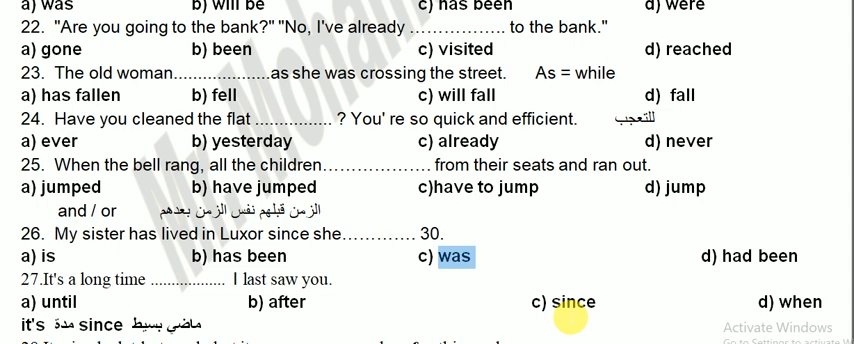 a) was b) will be c) has been d) were
22. "Are you going to the bank?" "No, I've already ................ to the bank."
a) gone b) been c) visited d) reached
23. The old woman.....................as she was crossing the street. As = while
a) has fallen b) fell c) will fall d) fall
24. Have you cleaned the flat ................ ? You' re so quick and efficient. للتعجب
a) ever b) yesterday c) already d) never
25. When the bell rang, all the children........................ from their seats and ran out.
a) jumped b) have jumped c)have to jump d) jump
and / or الزمن قبلهم نفس الزمن بعدهم
26. My sister has lived in Luxor since she............. 30.
a) is b) has been c) was d) had been
27.It's a long time ................. I last saw you.
a) until b) after c) since d) when
it's مدة since ماضي بسيط
Activate Windows